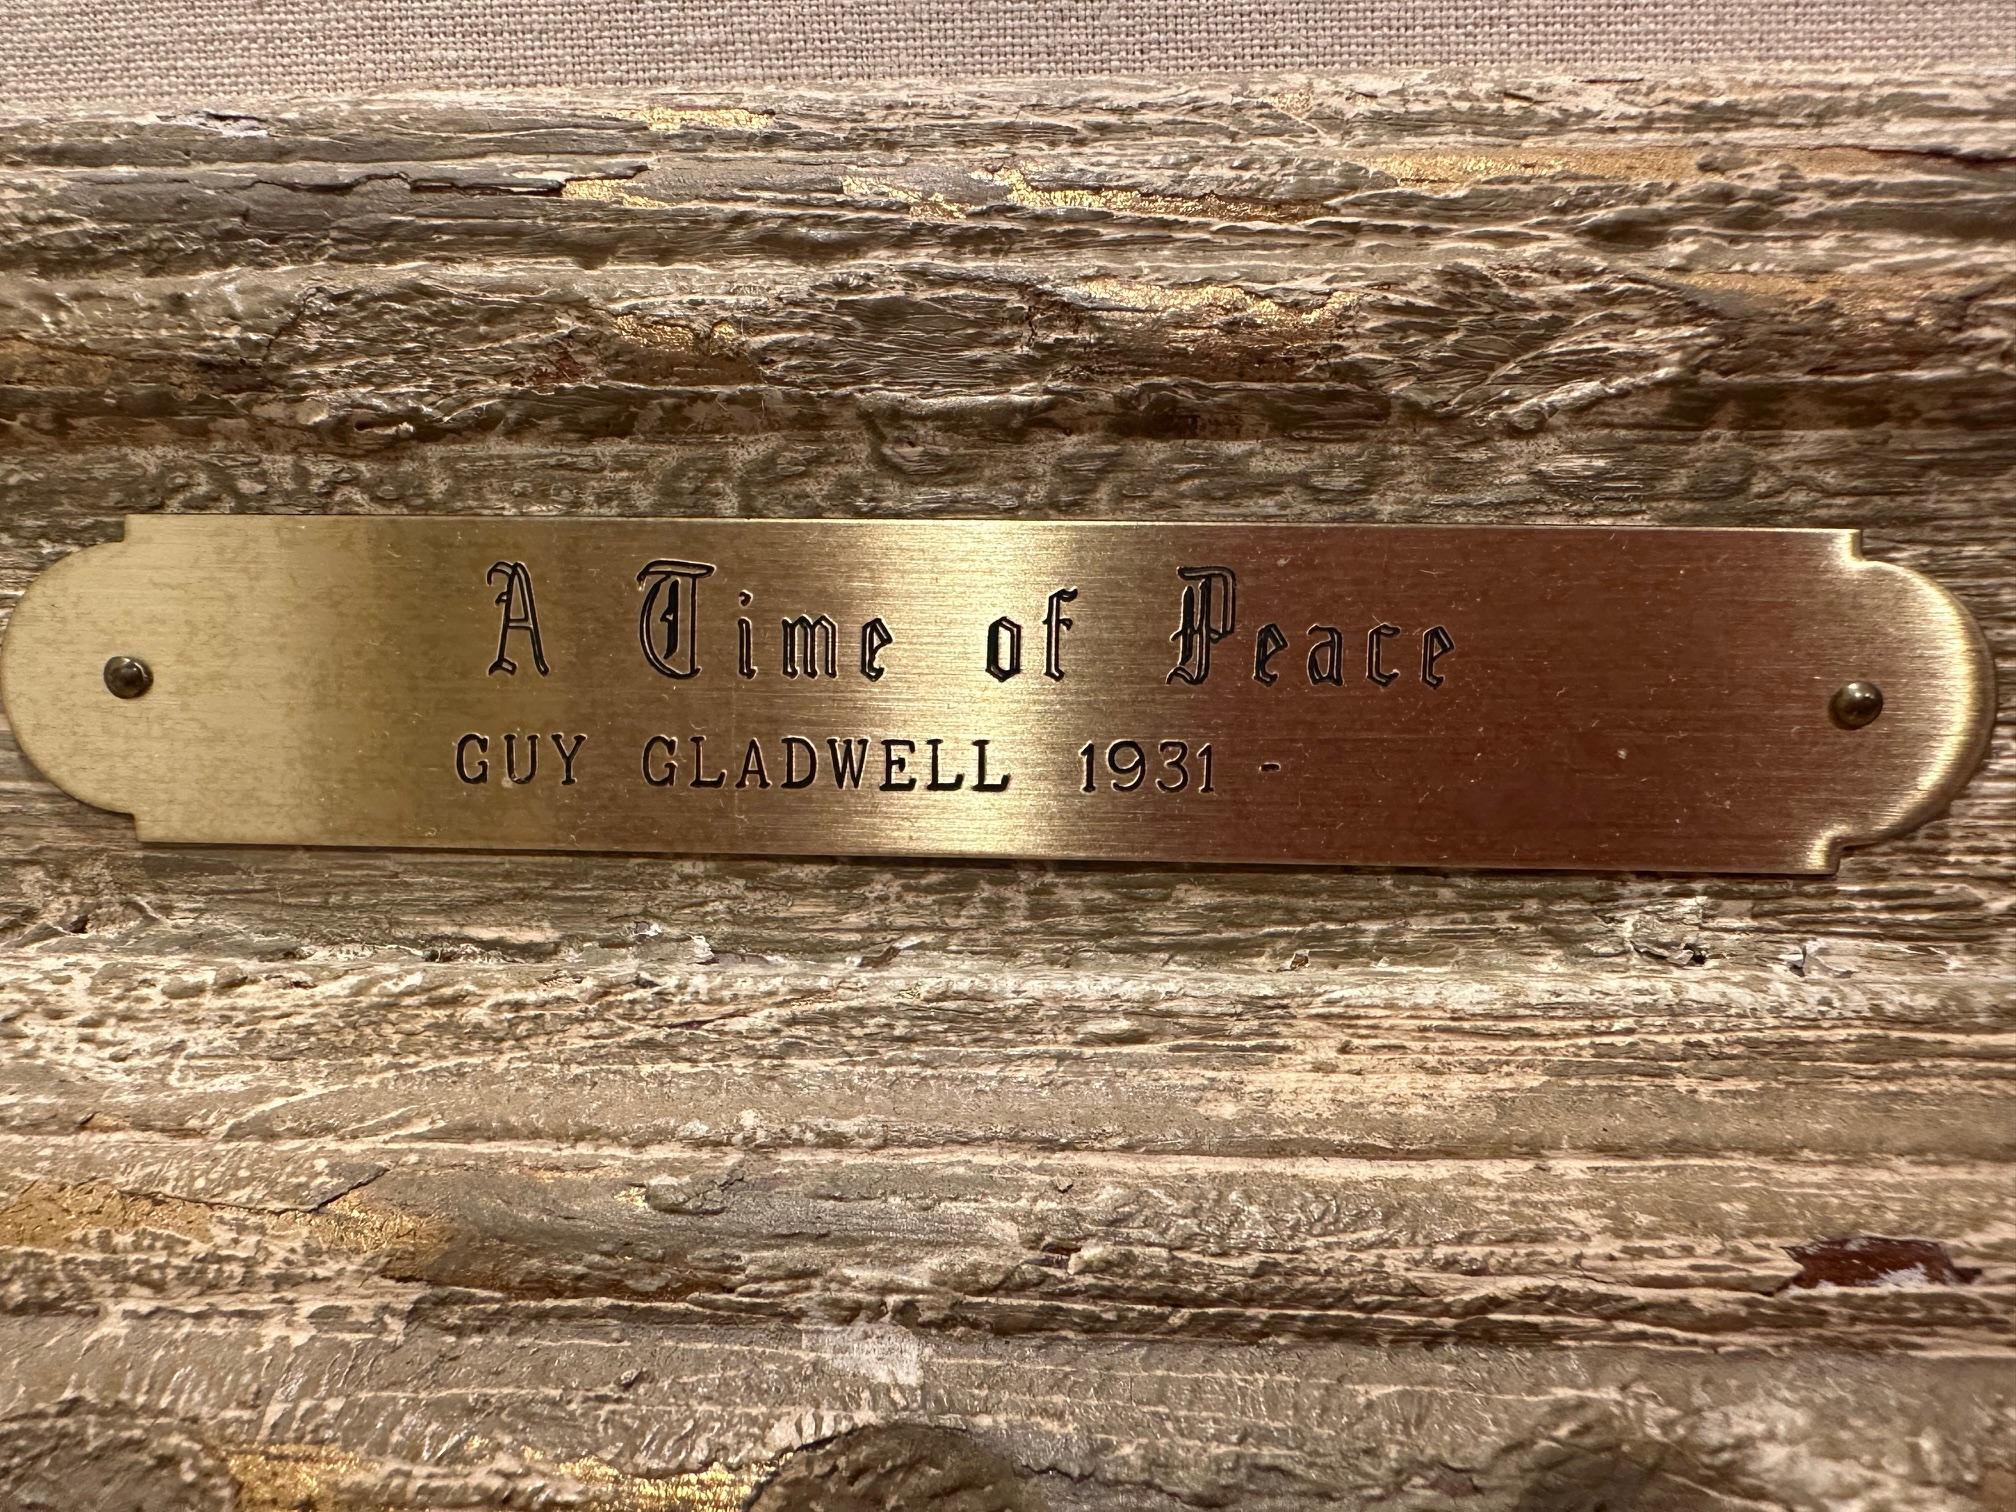 A Time of Peace
GUY GLADWELL 1931 -